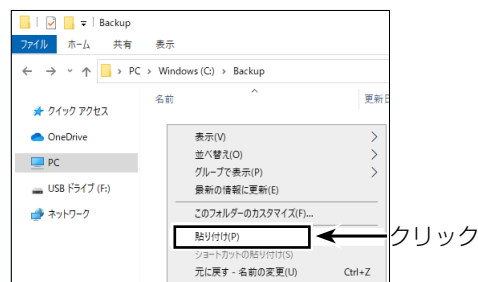 Backup
ファイル ホーム 共有 表示
PC > Windows (C:) > Backup
名前 更新日
クイック アクセス
OneDrive
PC
USB ドライブ (F:)
ネットワーク
表示(V)
並べ替え(O)
グループで表示(P)
最新の情報に更新(E)
このフォルダーのカスタマイズ(F)...
貼り付け(P)
クリック
ショートカットの貼り付け(S)
元に戻す - 名前の変更(U) Ctrl+Z